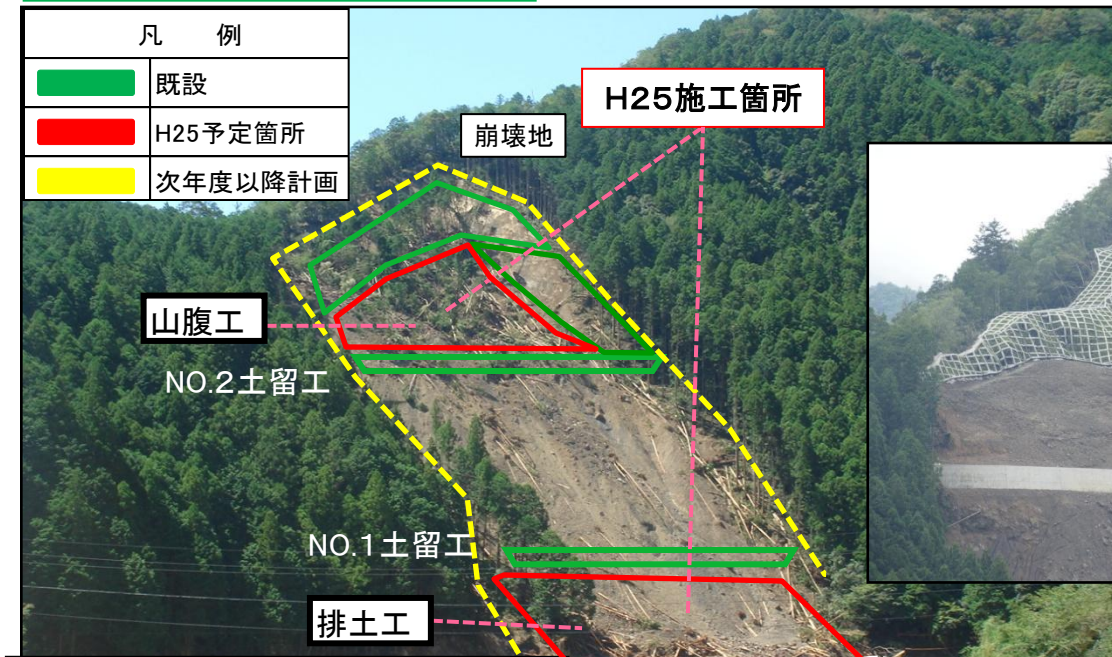 凡　例
既設
H25予定箇所
次年度以降計画
H25施工箇所
崩壊地
山腹工
NO.2土留工
NO.1土留工
排土工